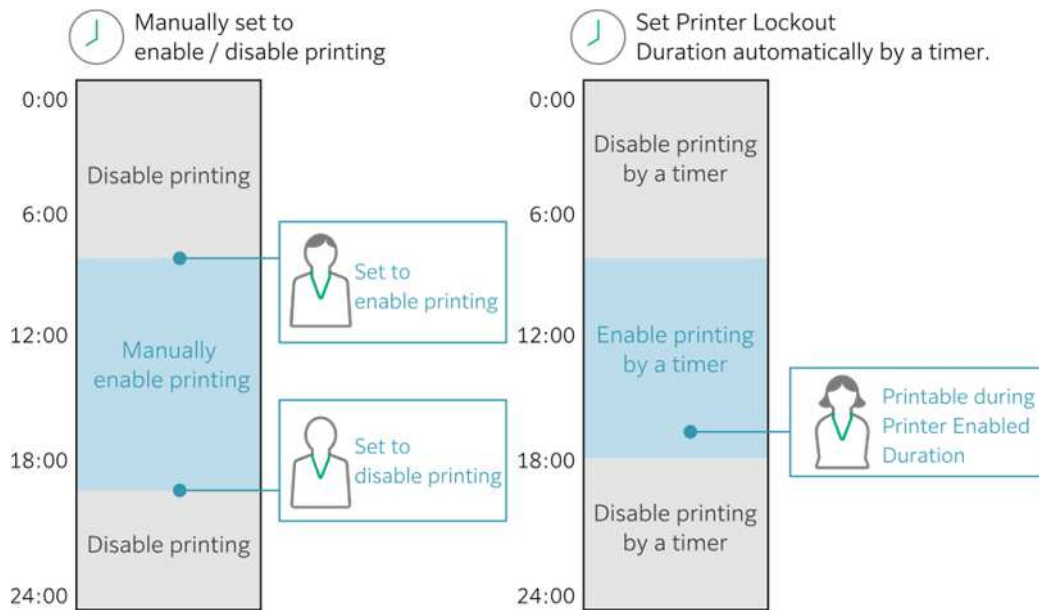 Manually set to
enable / disable printing
0:00
Disable printing
6:00
Set to
enable printing
12:00
Manually
enable printing
Set to
disable printing
18:00
Disable printing
24:00
Set Printer Lockout
Duration automatically by a timer.
0:00
Disable printing
by a timer
6:00
12:00
Enable printing
by a timer
Printable during
Printer Enabled
Duration
18:00
Disable printing
by a timer
24:00